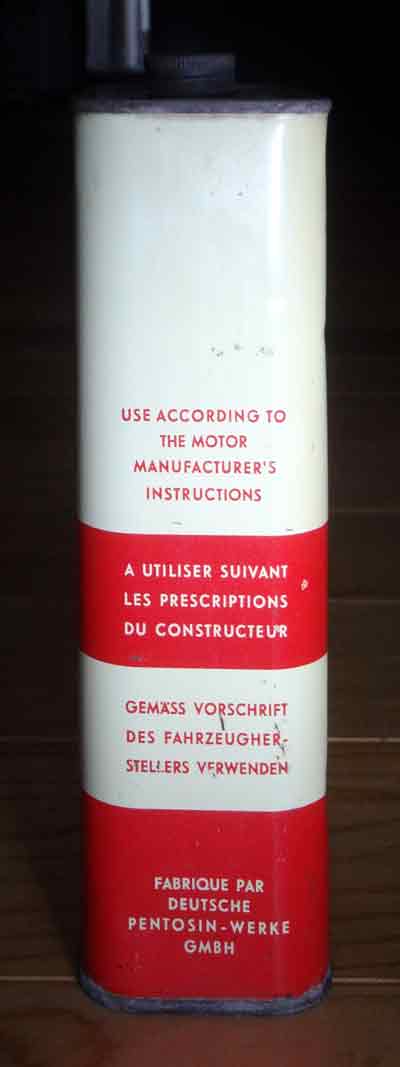 USE ACCORDING TO
THE MOTOR
MANUFACTURER'S
INSTRUCTIONS
A UTILISER SUIVANT
LES PRESCRIPTIONS
DU CONSTRUCTEUR
GEMÄSS VORSCHRIFT
DES FAHRZEUGHER-
STELLERS VERWENDEN
FABRIQUE PAR
DEUTSCHE
PENTOSIN-WERKE
GMBH